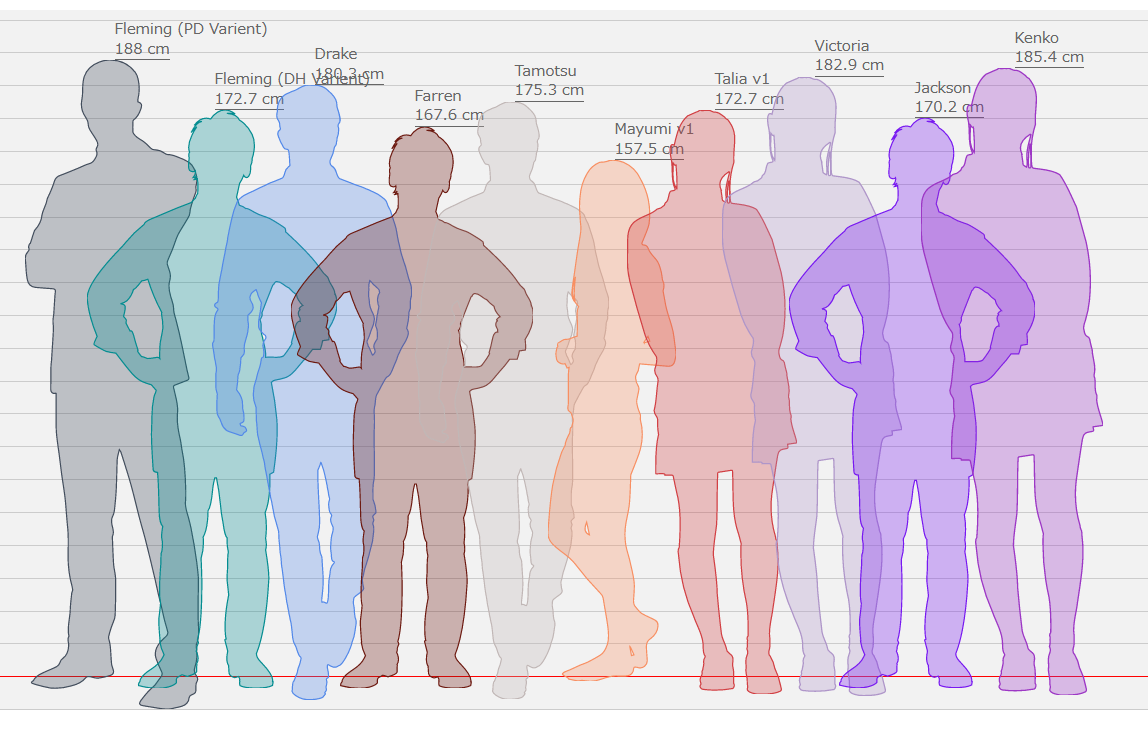 Fleming (PD Varient)
188 cm
Fleming (DH Varient)
172.7 cm
Drake
180.3 cm
Farren
167.6 cm
Tamotsu
175.3 cm
Mayumi v1
157.5 cm
Talia v1
172.7 cm
Victoria
182.9 cm
Jackson
170.2 cm
Kenko
185.4 cm